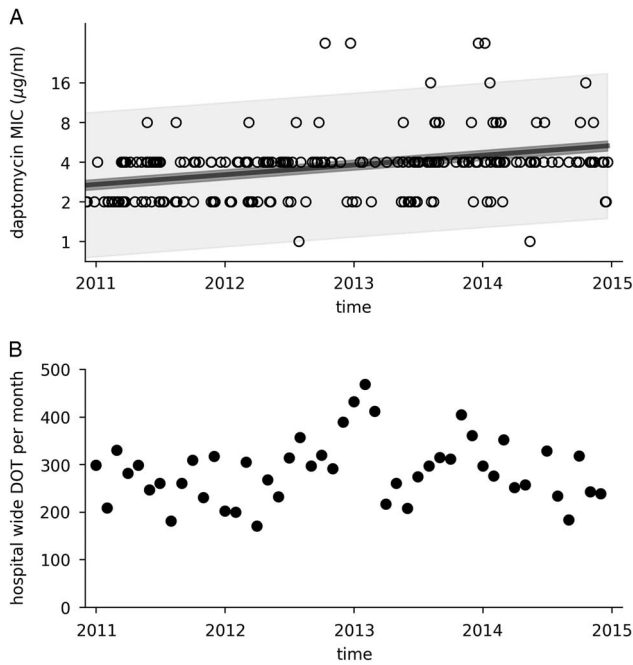 A
daptomycin MIC (μg/ml)
16
8
4
2
1
2011 2012 2013 2014 2015
time
B
hospital wide DOT per month
500
400
300
200
100
0
2011 2012 2013 2014 2015
time